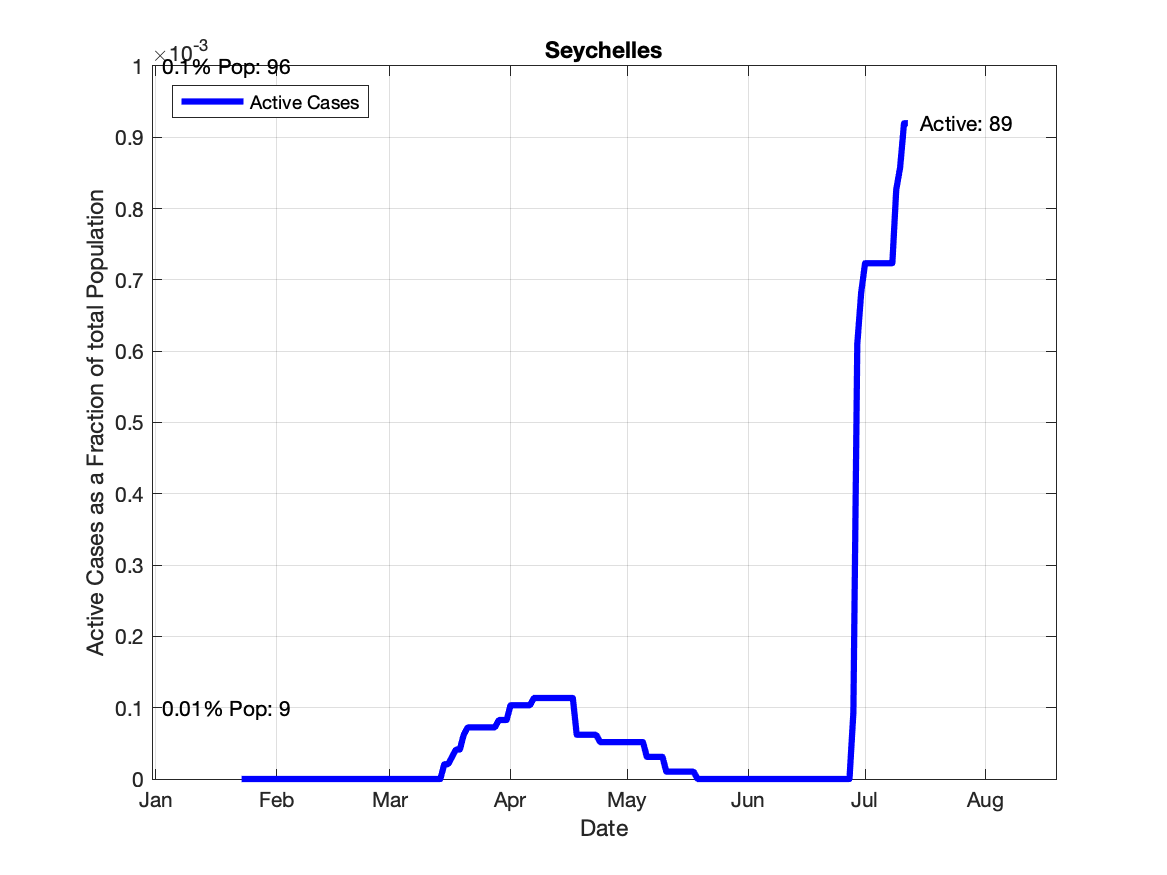 Seychelles
×10-3
0.1% Pop: 96
Active Cases
Active: 89
0.01% Pop: 9
Active Cases as a Fraction of total Population
1
0.9
0.8
0.7
0.6
0.5
0.4
0.3
0.2
0.1
0
Jan Feb Mar Apr May Jun Jul Aug
Date